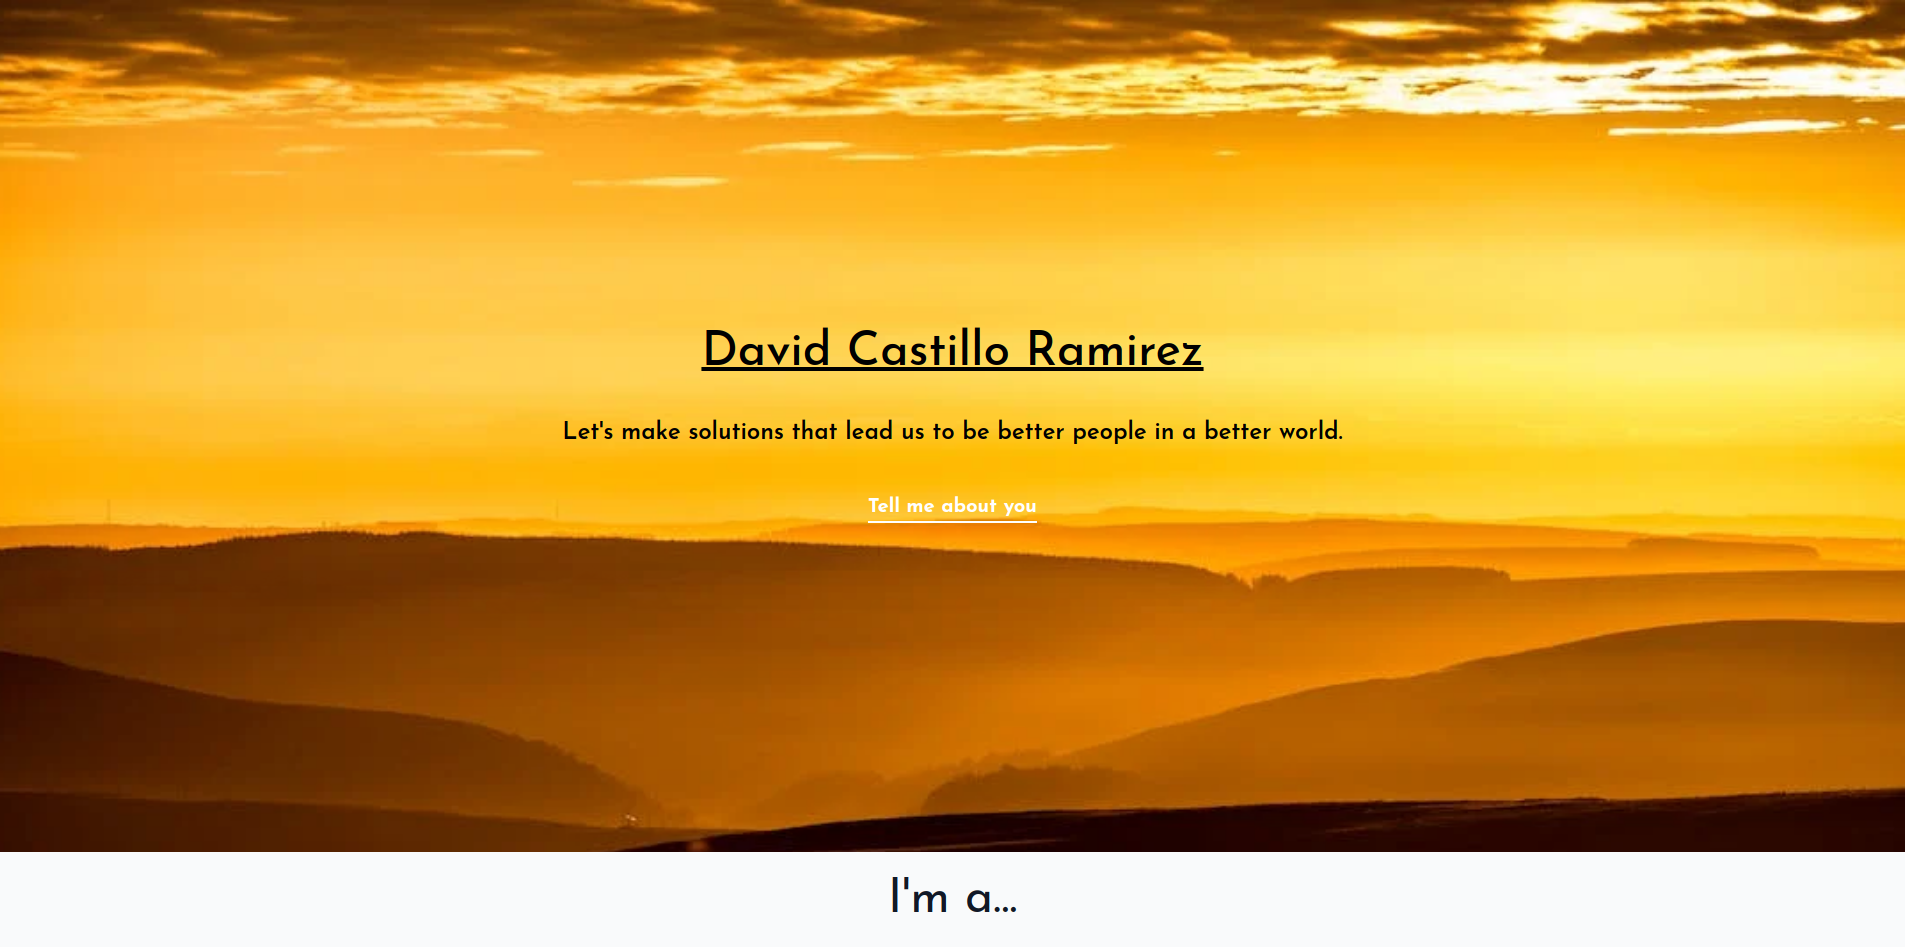 David Castillo Ramirez
Let's make solutions that lead us to be better people in a better world.
Tell me about you
I'm a...